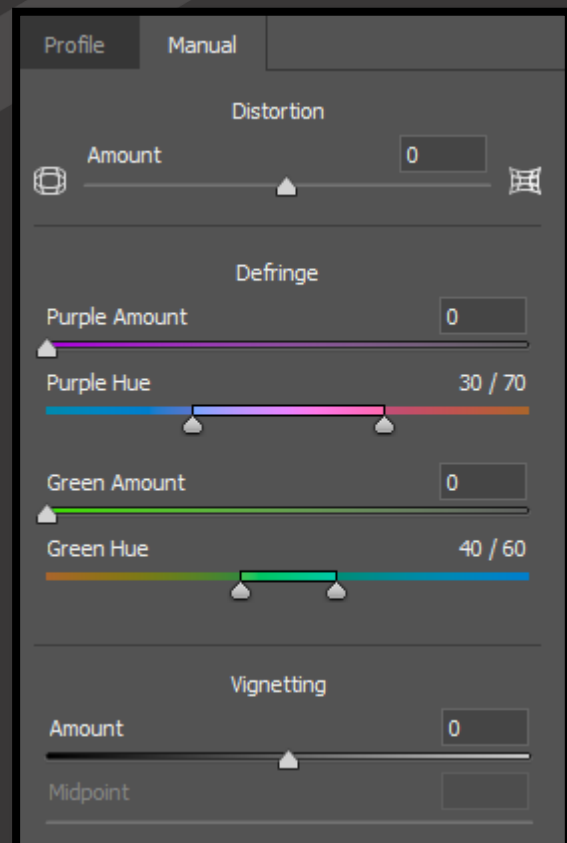 Profile Manual
Distortion
Amount 0
Defringe
Purple Amount 0
Purple Hue 30 / 70
Green Amount 0
Green Hue 40 / 60
Vignetting
Amount 0
Midpoint